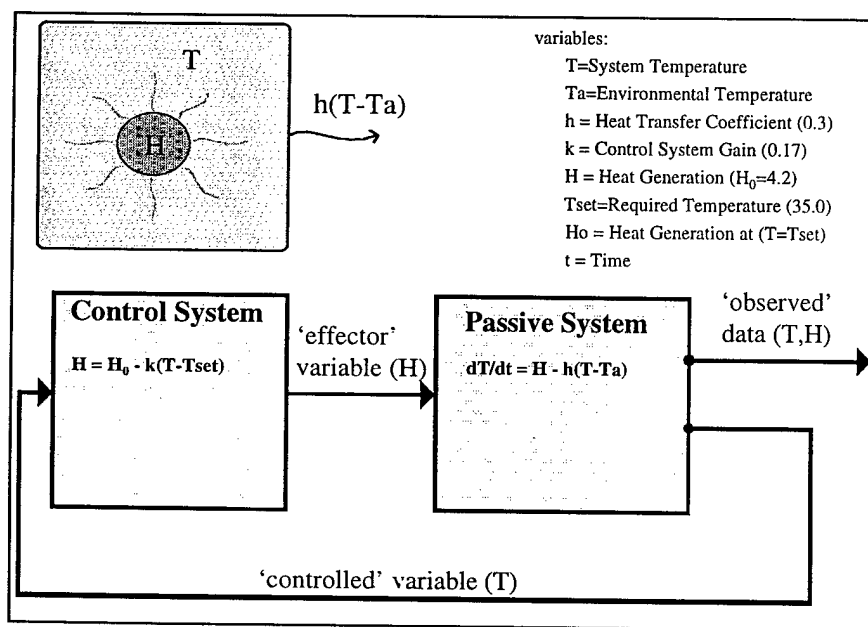 T
H
h(T-Ta)
variables:
T=System Temperature
Ta=Environmental Temperature
h = Heat Transfer Coefficient (0.3)
k = Control System Gain (0.17)
H = Heat Generation (H₀=4.2)
Tset=Required Temperature (35.0)
Ho = Heat Generation at (T=Tset)
t = Time
Control System
H = H₀ - k(T-Tset)
'effector'
variable (H)
Passive System
dT/dt = H - h(T-Ta)
'observed'
data (T,H)
'controlled' variable (T)